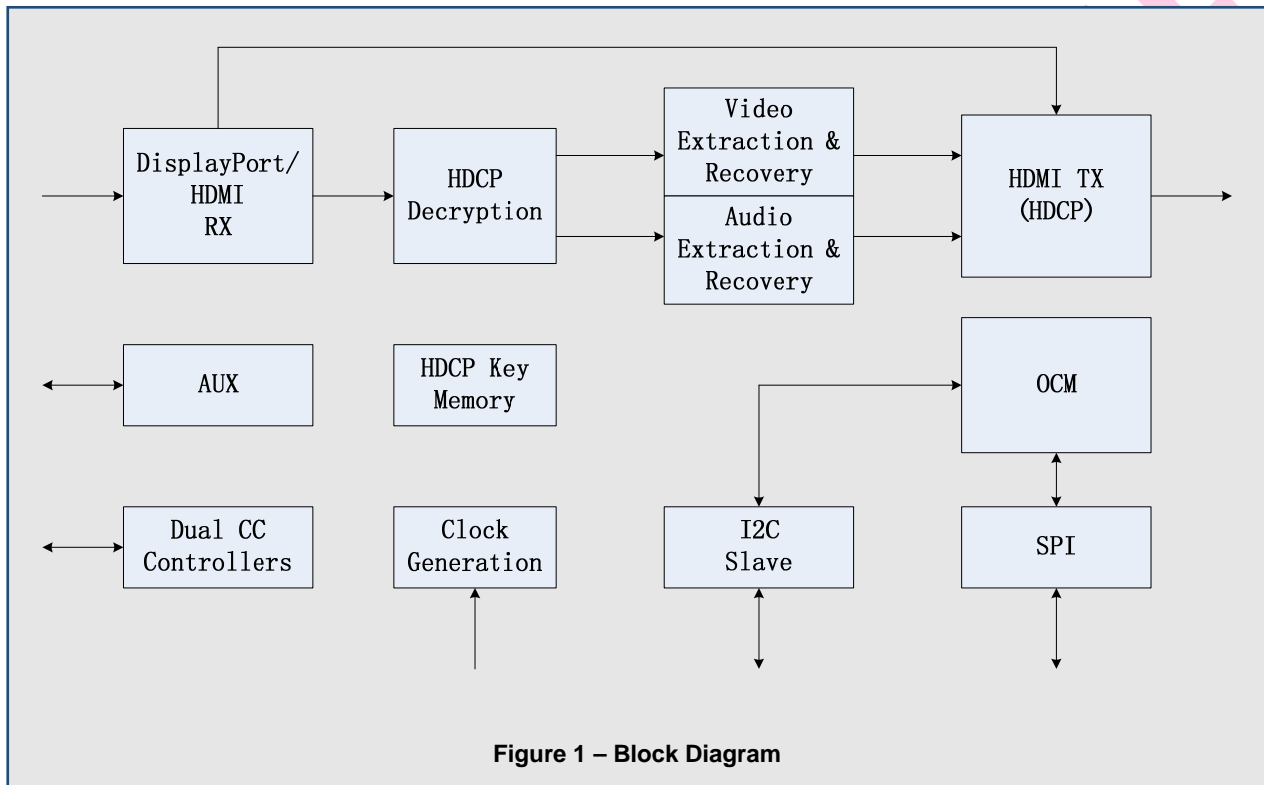 DisplayPort/
HDMI
RX
HDCP
Decryption
Video
Extraction &
Recovery
Audio
Extraction &
Recovery
HDMI TX
(HDCP)
AUX
HDCP Key
Memory
OCM
Dual CC
Controllers
Clock
Generation
I2C
Slave
SPI
Figure 1 – Block Diagram